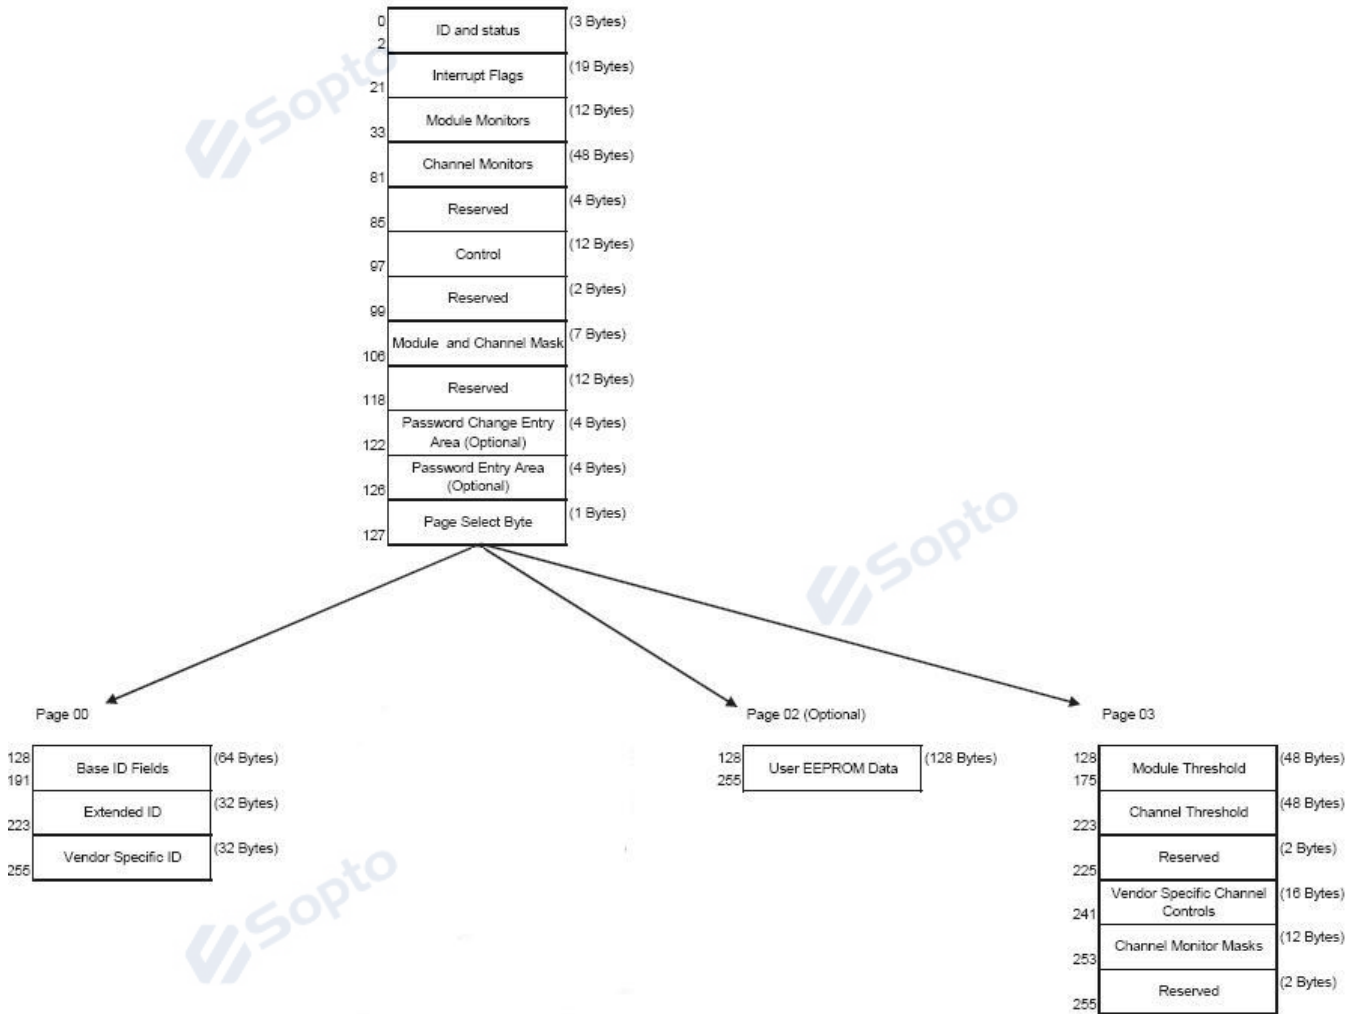 0
ID and status
(3 Bytes)
2
Interrupt Flags
(19 Bytes)
21
Module Monitors
(12 Bytes)
33
Channel Monitors
(48 Bytes)
81
Reserved
(4 Bytes)
85
Control
(12 Bytes)
97
Reserved
(2 Bytes)
99
Module and Channel Mask
(7 Bytes)
106
Reserved
(12 Bytes)
118
Password Change Entry
Area (Optional)
(4 Bytes)
122
Password Entry Area
(Optional)
(4 Bytes)
126
Page Select Byte
(1 Bytes)
127
Sopto
Sopto
Page 00
128
Base ID Fields
(64 Bytes)
191
Extended ID
(32 Bytes)
223
Vendor Specific ID
(32 Bytes)
255
Sopto
Page 02 (Optional)
128
User EEPROM Data
(128 Bytes)
255
Page 03
128
Module Threshold
(48 Bytes)
175
Channel Threshold
(48 Bytes)
223
Reserved
(2 Bytes)
225
Vendor Specific Channel
Controls
(16 Bytes)
241
Channel Monitor Masks
(12 Bytes)
253
Reserved
(2 Bytes)
255